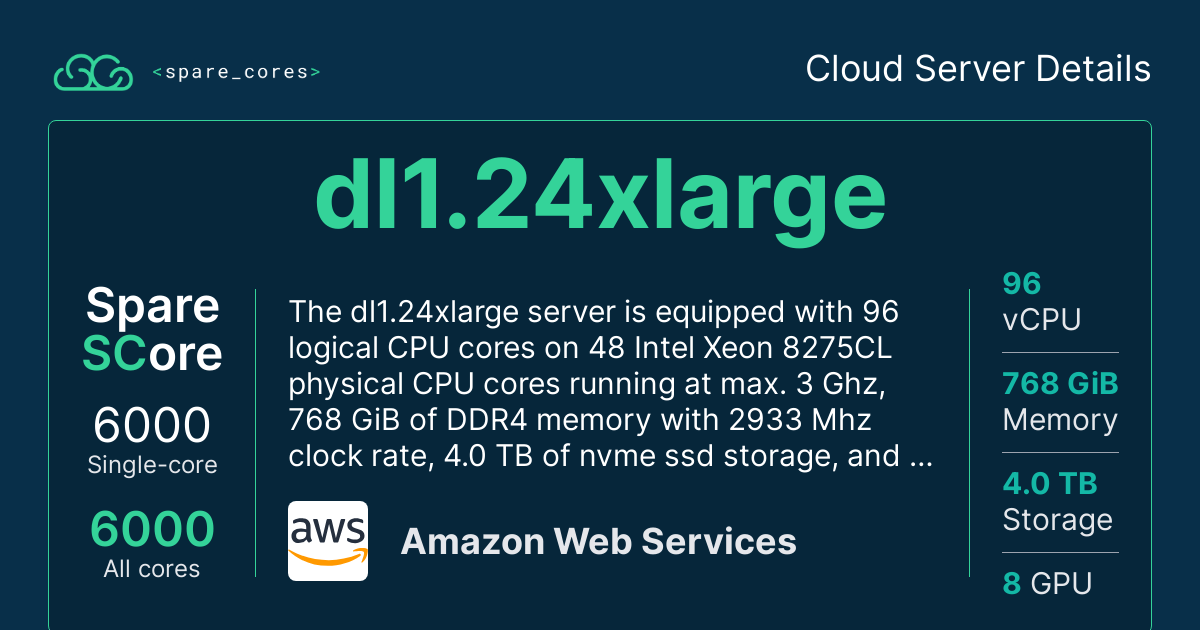 <spare_cores>
Cloud Server Details
dl1.24xlarge
Spare
SCore
6000
Single-core
6000
All cores
The dl1.24xlarge server is equipped with 96
logical CPU cores on 48 Intel Xeon 8275CL
physical CPU cores running at max. 3 Ghz,
768 GiB of DDR4 memory with 2933 Mhz
clock rate, 4.0 TB of nvme ssd storage, and ...
aws
Amazon Web Services
96
vCPU
768 GiB
Memory
4.0 TB
Storage
8 GPU